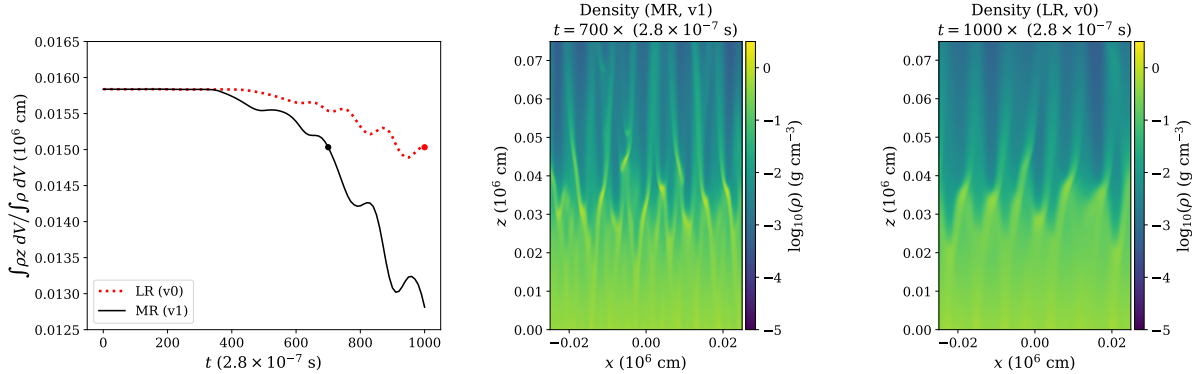 0.0165
0.0160
0.0155
0.0150
0.0145
0.0140
0.0135
0.0130
0.0125
∫ρz dV/∫ρ dV (10⁶ cm)
LR (v0)
MR (v1)
0 200 400 600 800 1000
t (2.8 × 10⁻⁷ s)
Density (MR, v1)
t = 700 × (2.8 × 10⁻⁷ s)
0.07
0.06
0.05
0.04
0.03
0.02
0.01
0.00
z (10⁶ cm)
−0.02 0.00 0.02
x (10⁶ cm)
0
−1
−2
−3
−4
−5
log₁₀(ρ) (g cm⁻³)
Density (LR, v0)
t = 1000 × (2.8 × 10⁻⁷ s)
0.07
0.06
0.05
0.04
0.03
0.02
0.01
0.00
z (10⁶ cm)
−0.02 0.00 0.02
x (10⁶ cm)
0
−1
−2
−3
−4
−5
log₁₀(ρ) (g cm⁻³)